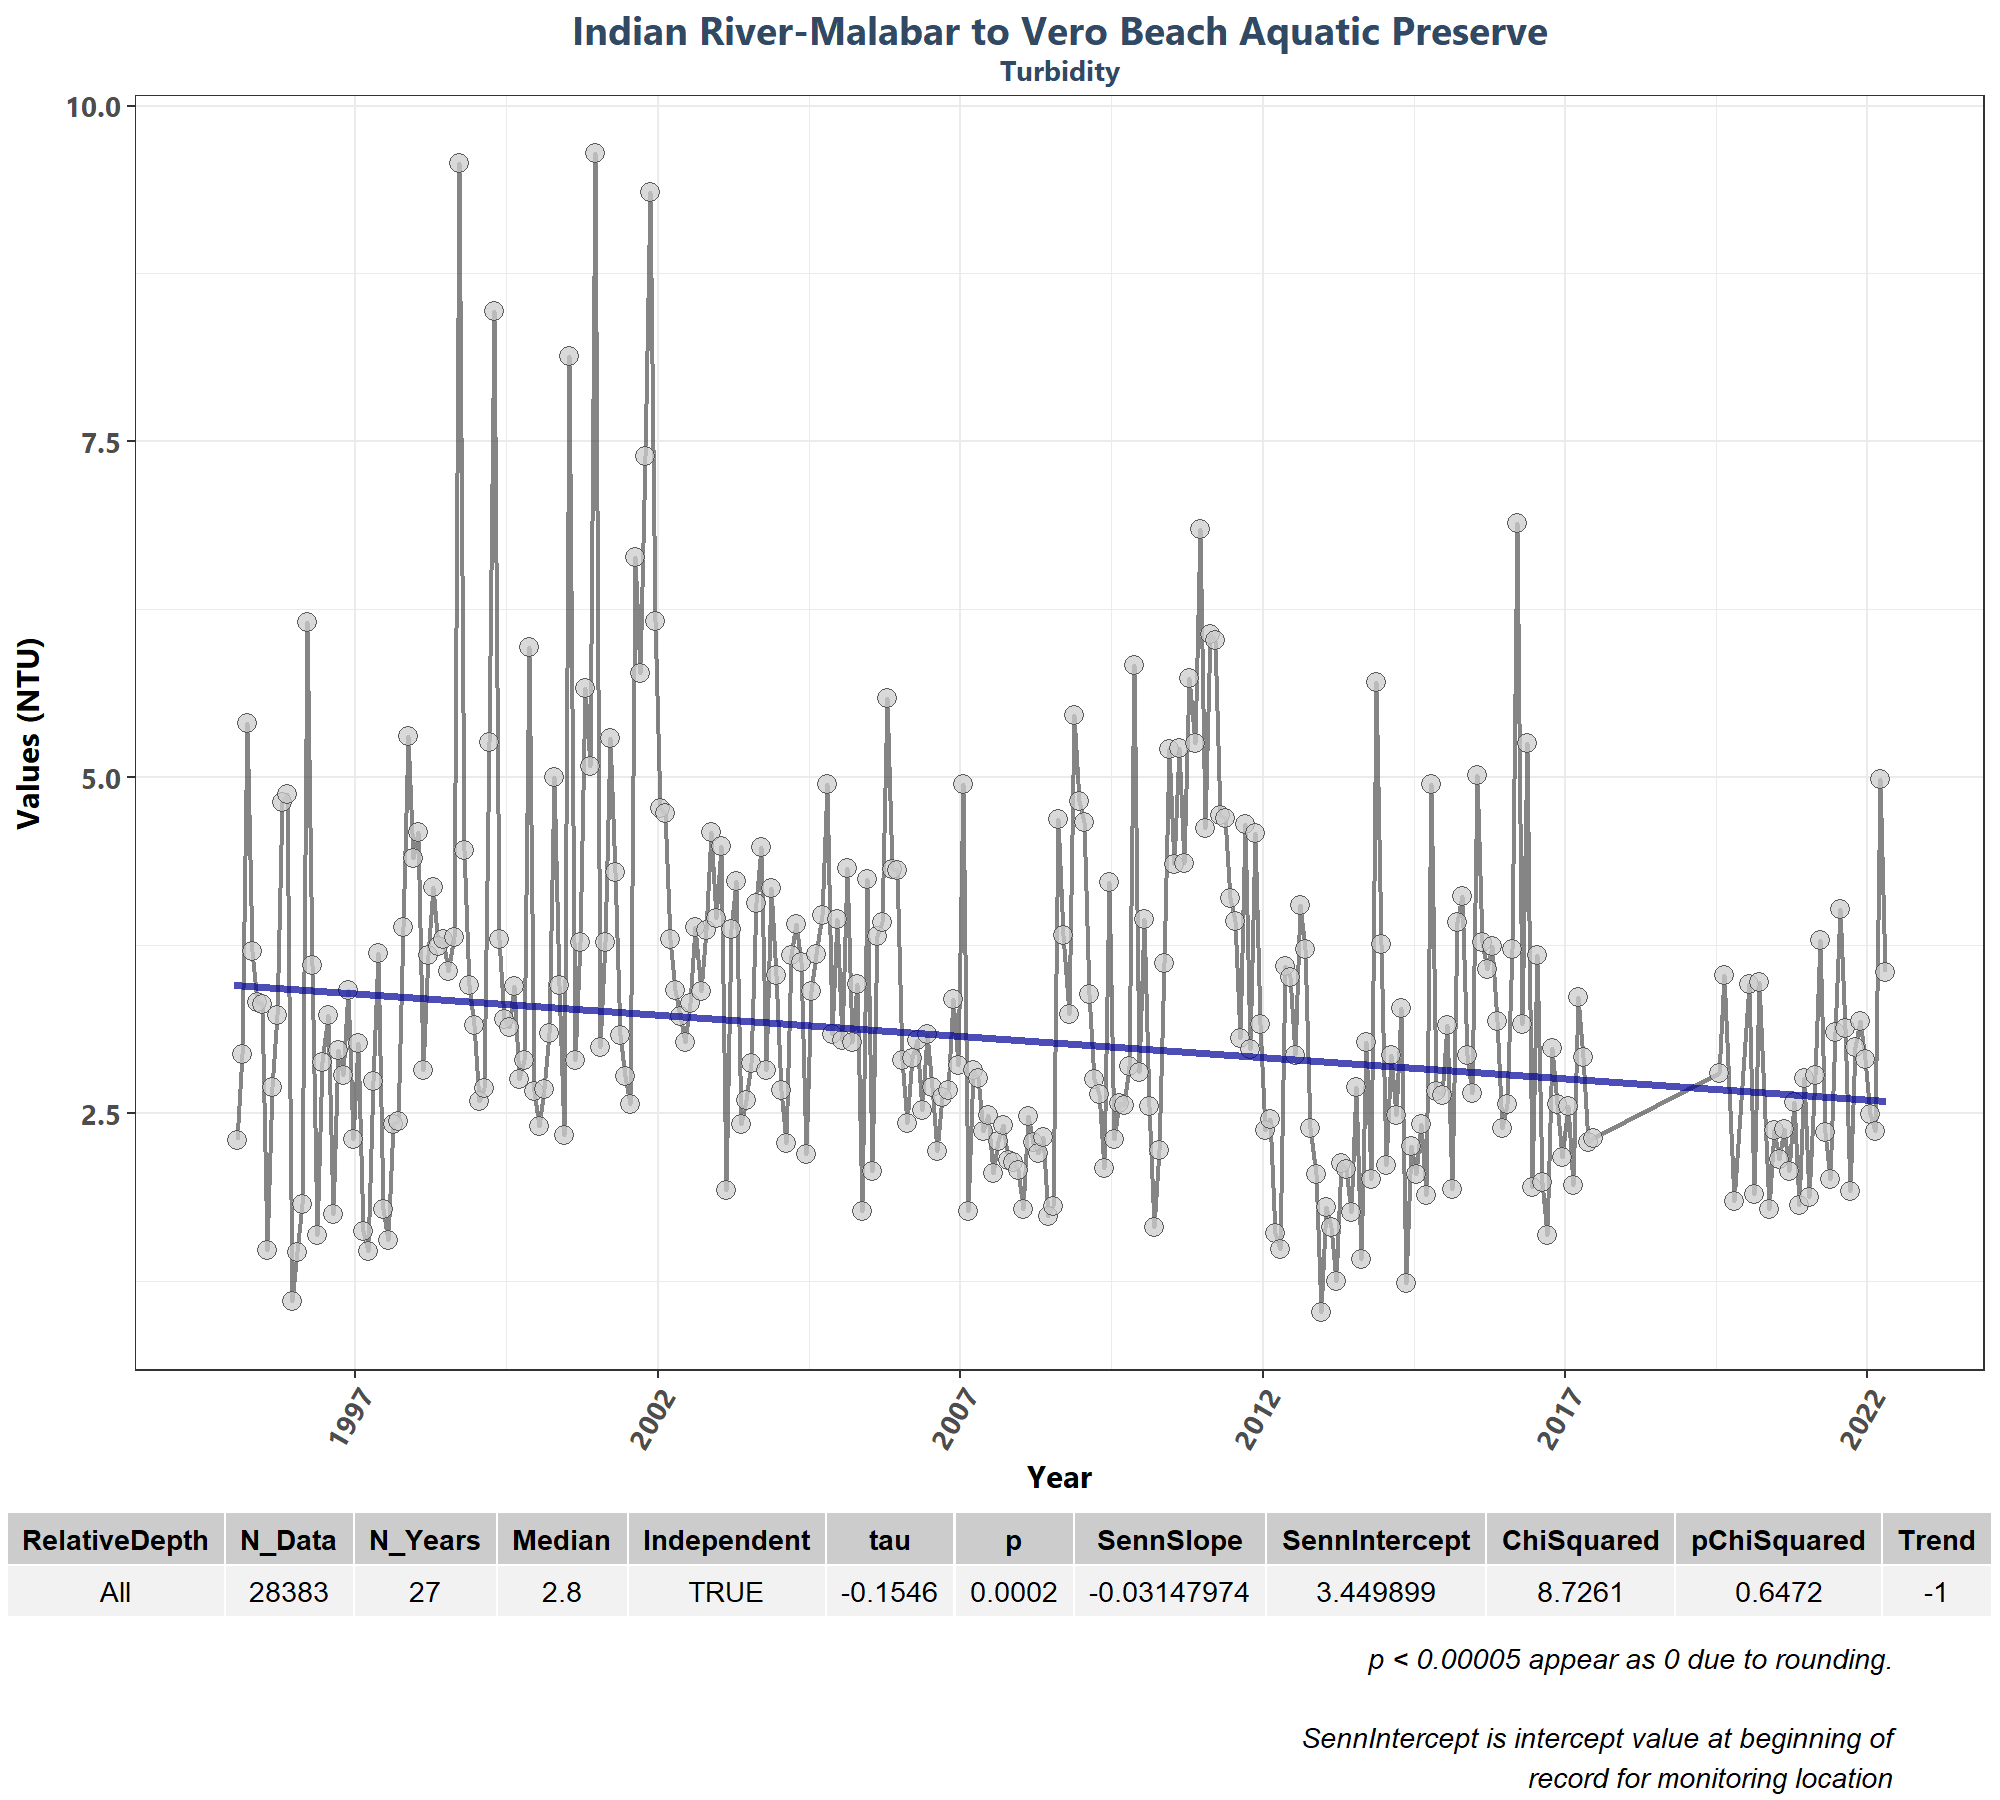 Indian River-Malabar to Vero Beach Aquatic Preserve
Turbidity
Values (NTU)
10.0
7.5
5.0
2.5
1997 2002 2007 2012 2017 2022
Year
RelativeDepth N_Data N_Years Median Independent tau p SennSlope SennIntercept ChiSquared pChiSquared Trend
All 28383 27 2.8 TRUE -0.1546 0.0002 -0.03147974 3.449899 8.7261 0.6472 -1
p < 0.00005 appear as 0 due to rounding.
SennIntercept is intercept value at beginning of
record for monitoring location